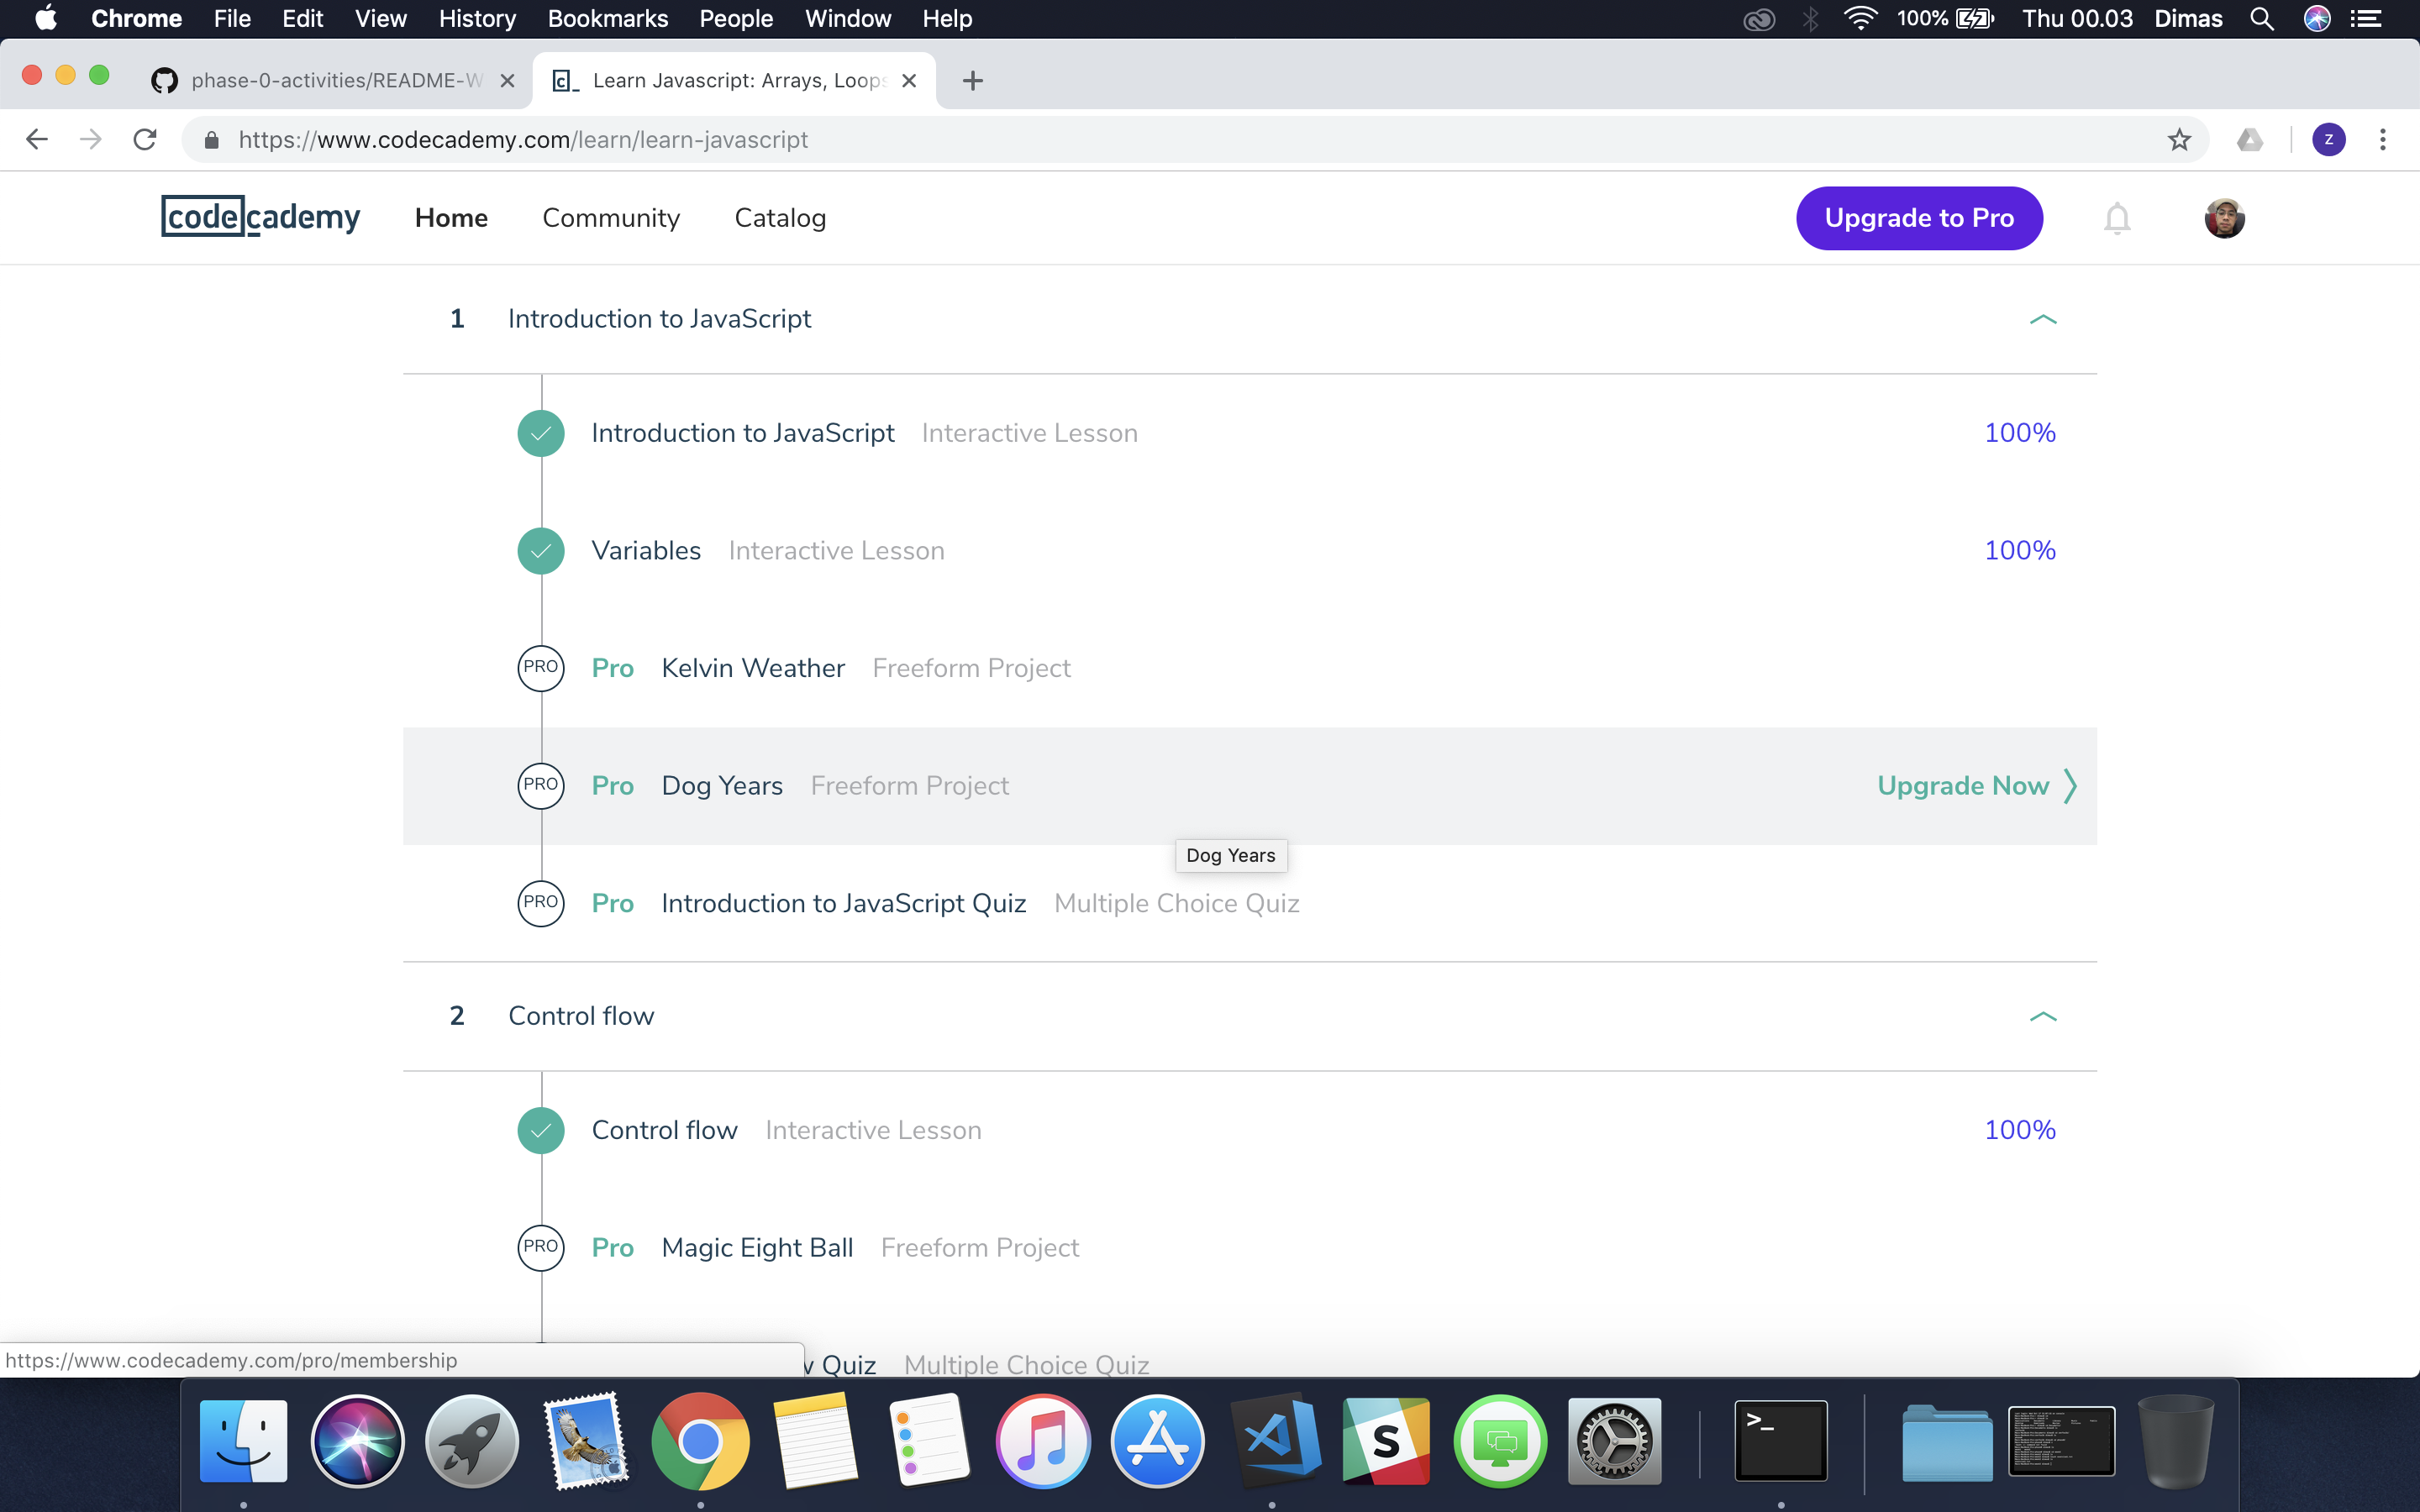 Chrome File Edit View History Bookmarks People Window Help 100% Thu 00.03 Dimas
phase-0-activities/README-W Learn Javascript: Arrays, Loops
https://www.codecademy.com/learn/learn-javascript Z
codecademy Home Community Catalog Upgrade to Pro
1 Introduction to JavaScript
Introduction to JavaScript Interactive Lesson 100%
Variables Interactive Lesson 100%
PRO Pro Kelvin Weather Freeform Project
PRO Pro Dog Years Freeform Project Upgrade Now
Dog Years
PRO Pro Introduction to JavaScript Quiz Multiple Choice Quiz
2 Control flow
Control flow Interactive Lesson 100%
PRO Pro Magic Eight Ball Freeform Project
https://www.codecademy.com/pro/membership Quiz Multiple Choice Quiz